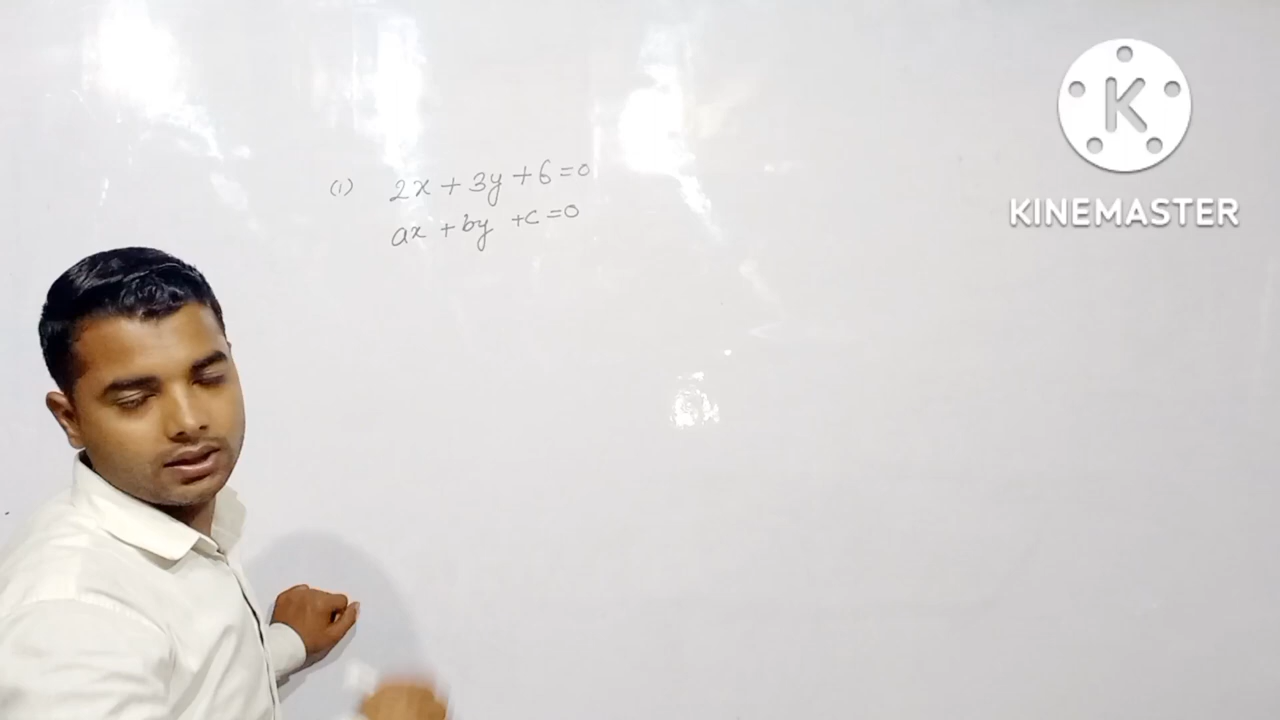 (1) 2x + 3y + 6 = 0
ax + by + c = 0
K
KINEMASTER